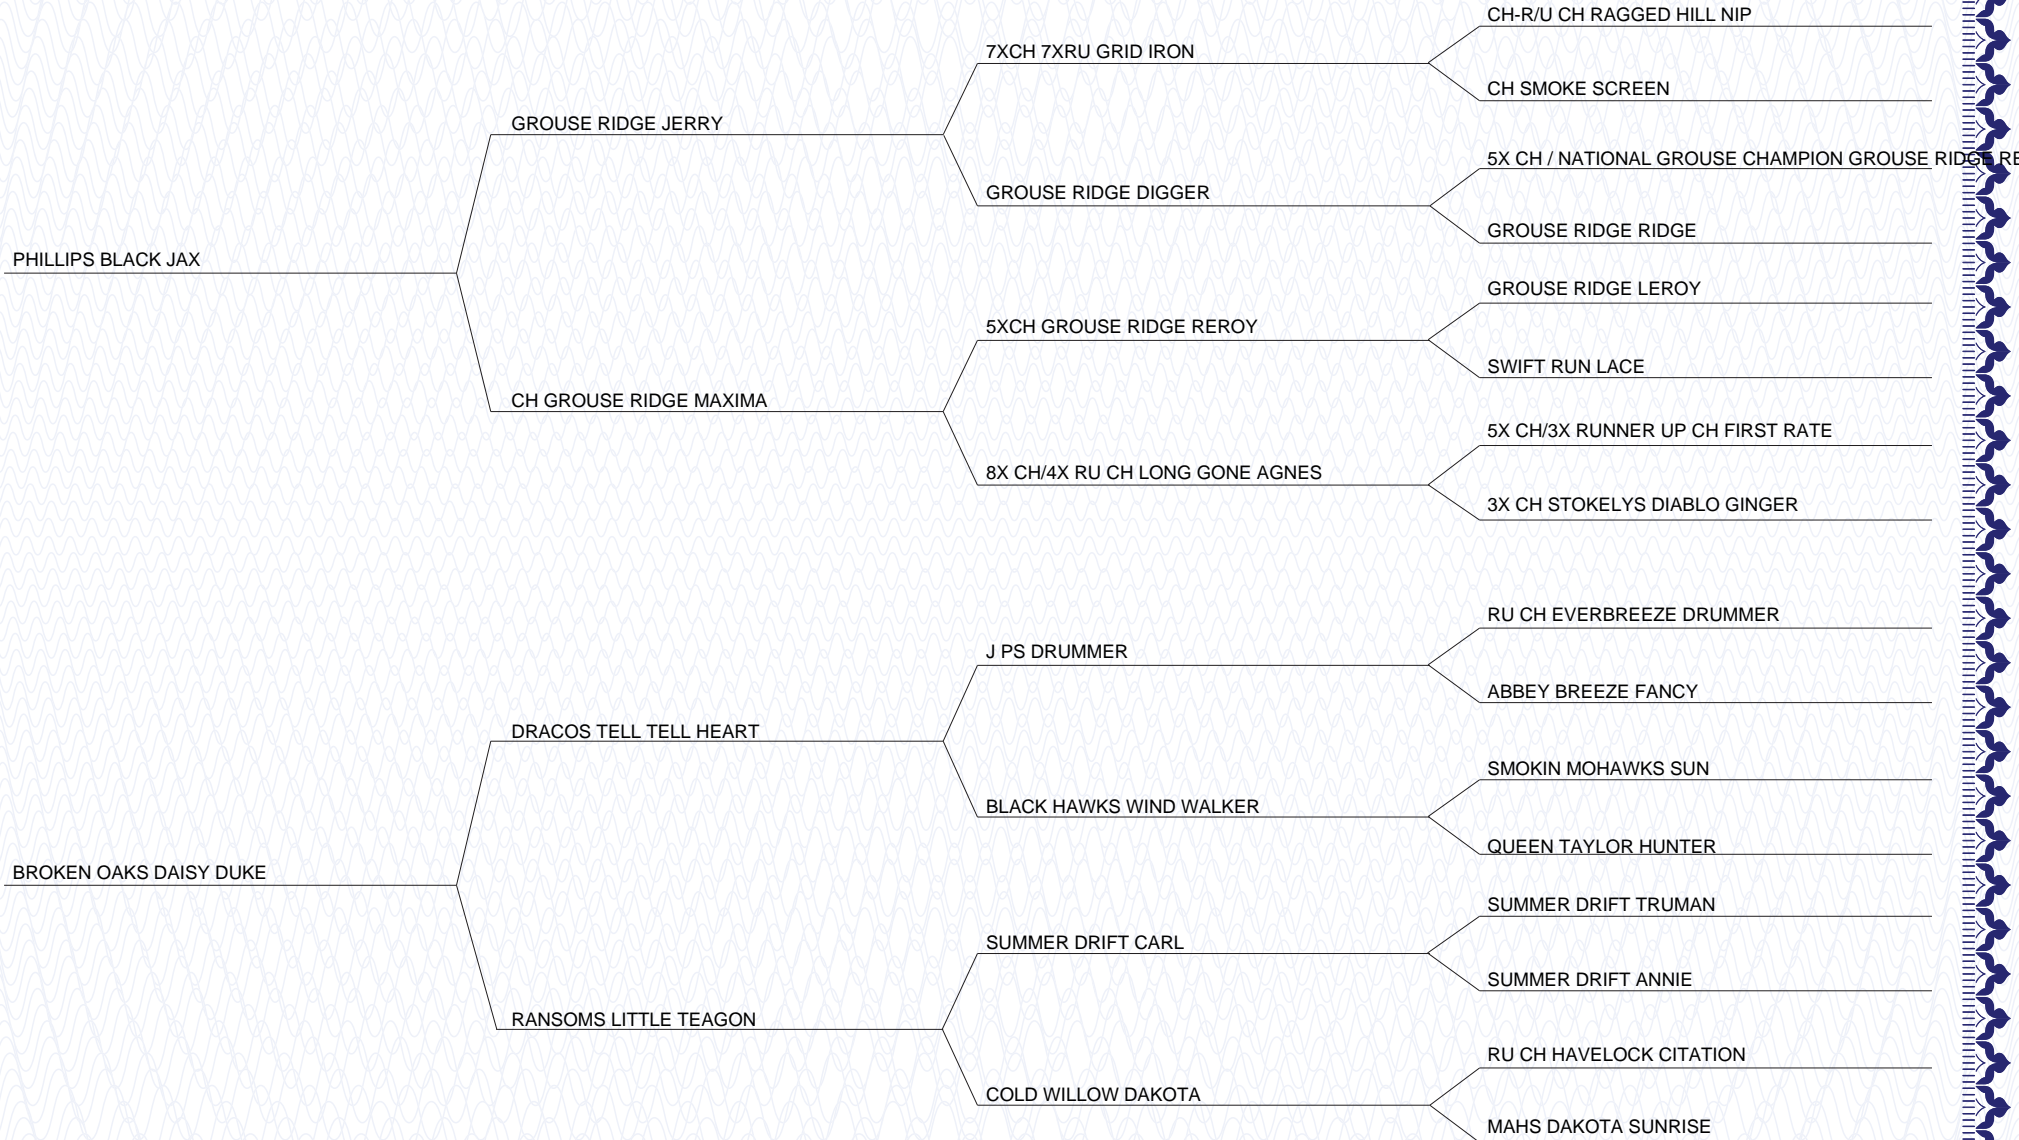 CH-R/U CH RAGGED HILL NIP
7XCH 7XRU GRID IRON
CH SMOKE SCREEN
GROUSE RIDGE JERRY
5X CH / NATIONAL GROUSE CHAMPION GROUSE RIDGE RE
GROUSE RIDGE DIGGER
GROUSE RIDGE RIDGE
PHILLIPS BLACK JAX
GROUSE RIDGE LEROY
5XCH GROUSE RIDGE REROY
SWIFT RUN LACE
CH GROUSE RIDGE MAXIMA
5X CH/3X RUNNER UP CH FIRST RATE
8X CH/4X RU CH LONG GONE AGNES
3X CH STOKELYS DIABLO GINGER
RU CH EVERBREEZE DRUMMER
J PS DRUMMER
ABBEY BREEZE FANCY
DRACOS TELL TELL HEART
SMOKIN MOHAWKS SUN
BLACK HAWKS WIND WALKER
QUEEN TAYLOR HUNTER
BROKEN OAKS DAISY DUKE
SUMMER DRIFT TRUMAN
SUMMER DRIFT CARL
SUMMER DRIFT ANNIE
RANSOMS LITTLE TEAGON
RU CH HAVELOCK CITATION
COLD WILLOW DAKOTA
MAHS DAKOTA SUNRISE